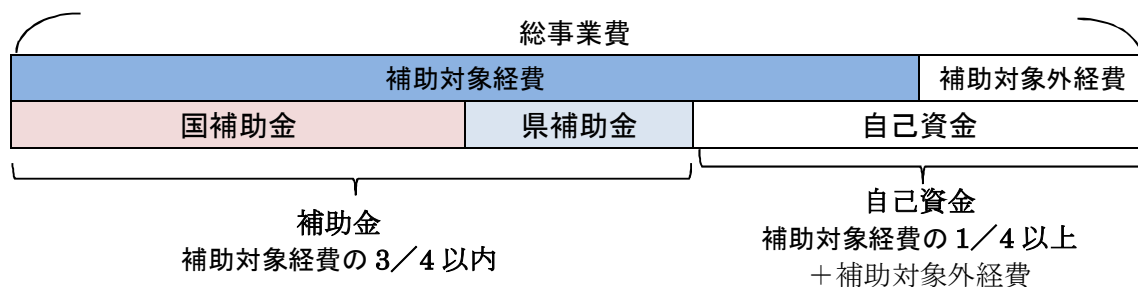 総事業費
補助対象経費 補助対象外経費
国補助金 県補助金 自己資金
補助金
補助対象経費の 3／4 以内
自己資金
補助対象経費の 1／4 以上
＋補助対象外経費